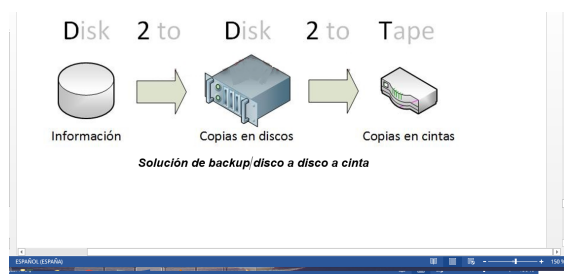 Disk 2 to Disk 2 to Tape
Información Copias en discos Copias en cintas
Solución de backup/disco a disco a cinta
ESPAÑOL (ESPAÑA) 150 %